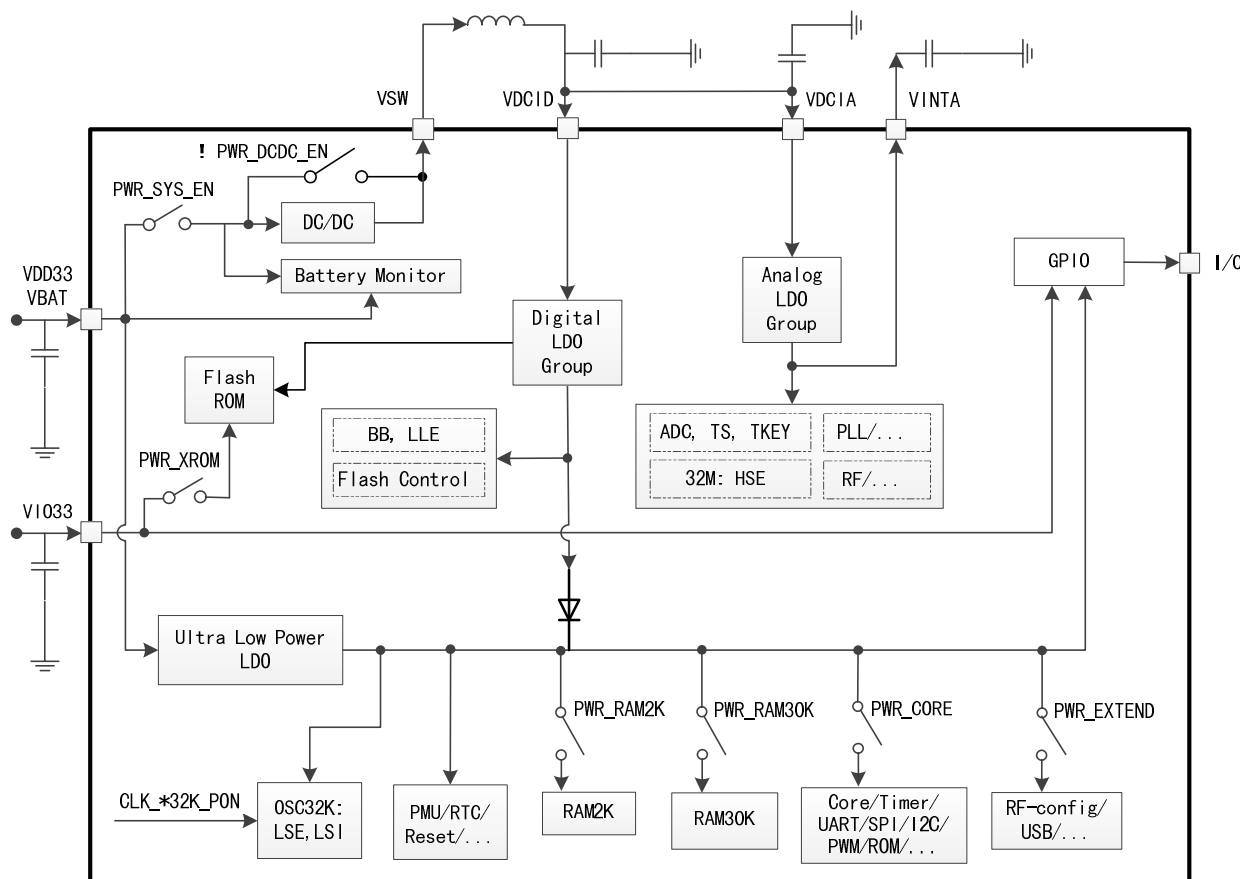 VSW
VDCID
VDCIA
VINTA
! PWR_DCDC_EN
PWR_SYS_EN
DC/DC
Battery Monitor
VDD33
VBAT
GPIO
I/O
Analog
LDO
Group
Digital
LDO
Group
Flash
ROM
BB, LLE
Flash Control
ADC, TS, TKEY
PLL/...
32M: HSE
RF/...
PWR_XROM
VIO33
Ultra Low Power
LDO
PWR_RAM2K
PWR_RAM30K
PWR_CORE
PWR_EXTEND
CLK_*32K_PON
OSC32K:
LSE, LSI
PMU/RTC/
Reset/...
RAM2K
RAM30K
Core/Timer/
UART/SPI/I2C/
PWM/ROM/...
RF-config/
USB/...